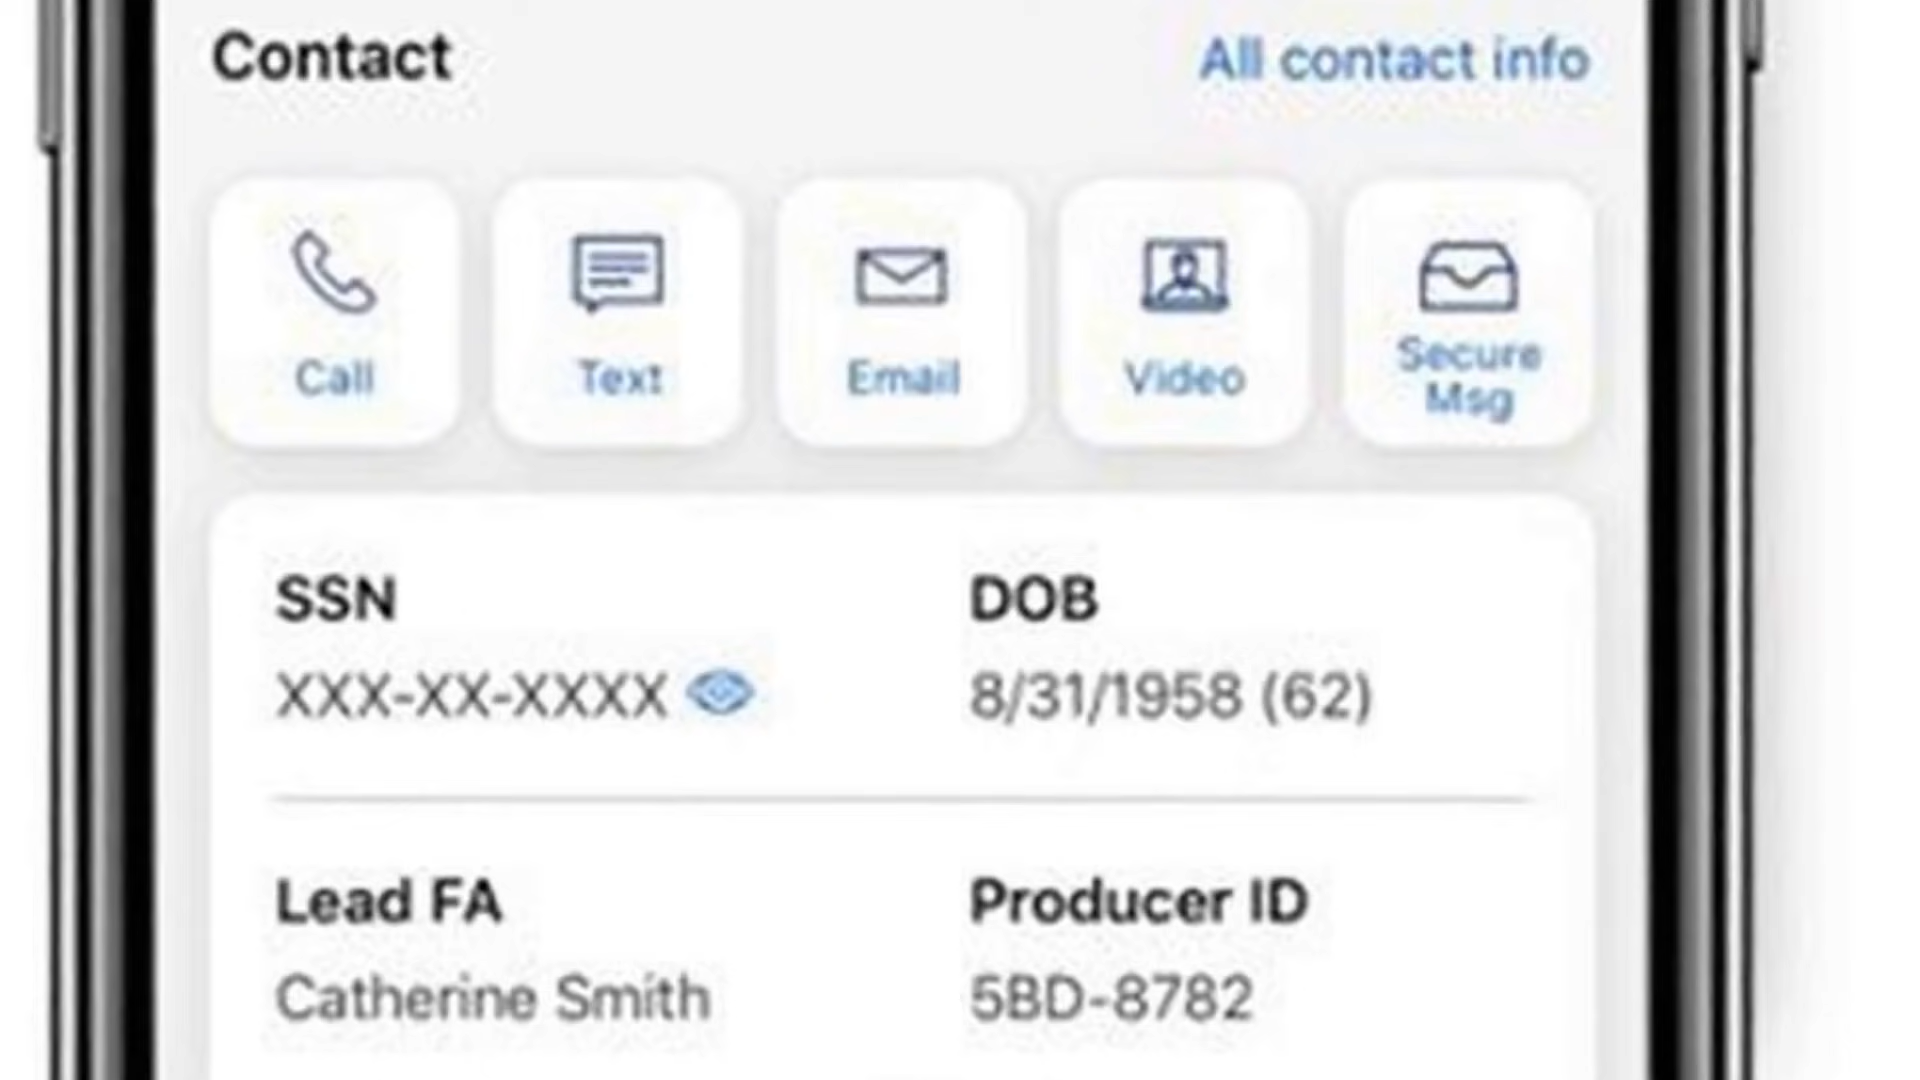 Contact
All contact info
Call
Text
Email
Video
Secure
Msg
SSN
DOB
XXX-XX-XXXX
8/31/1958 (62)
Lead FA
Producer ID
Catherine Smith
5BD-8782